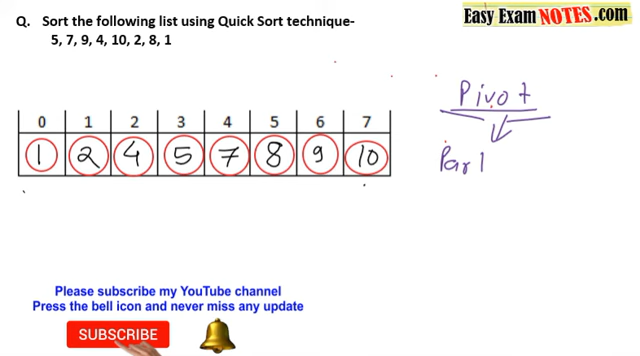 Easy Exam NOTES.com
Q. Sort the following list using Quick Sort technique-
5, 7, 9, 4, 10, 2, 8, 1
Pivot
0 1 2 3 4 5 6 7
1 2 4 5 7 8 9 10
Par
Please subscribe my YouTube channel
Press the bell icon and never miss any update
SUBSCRIBE